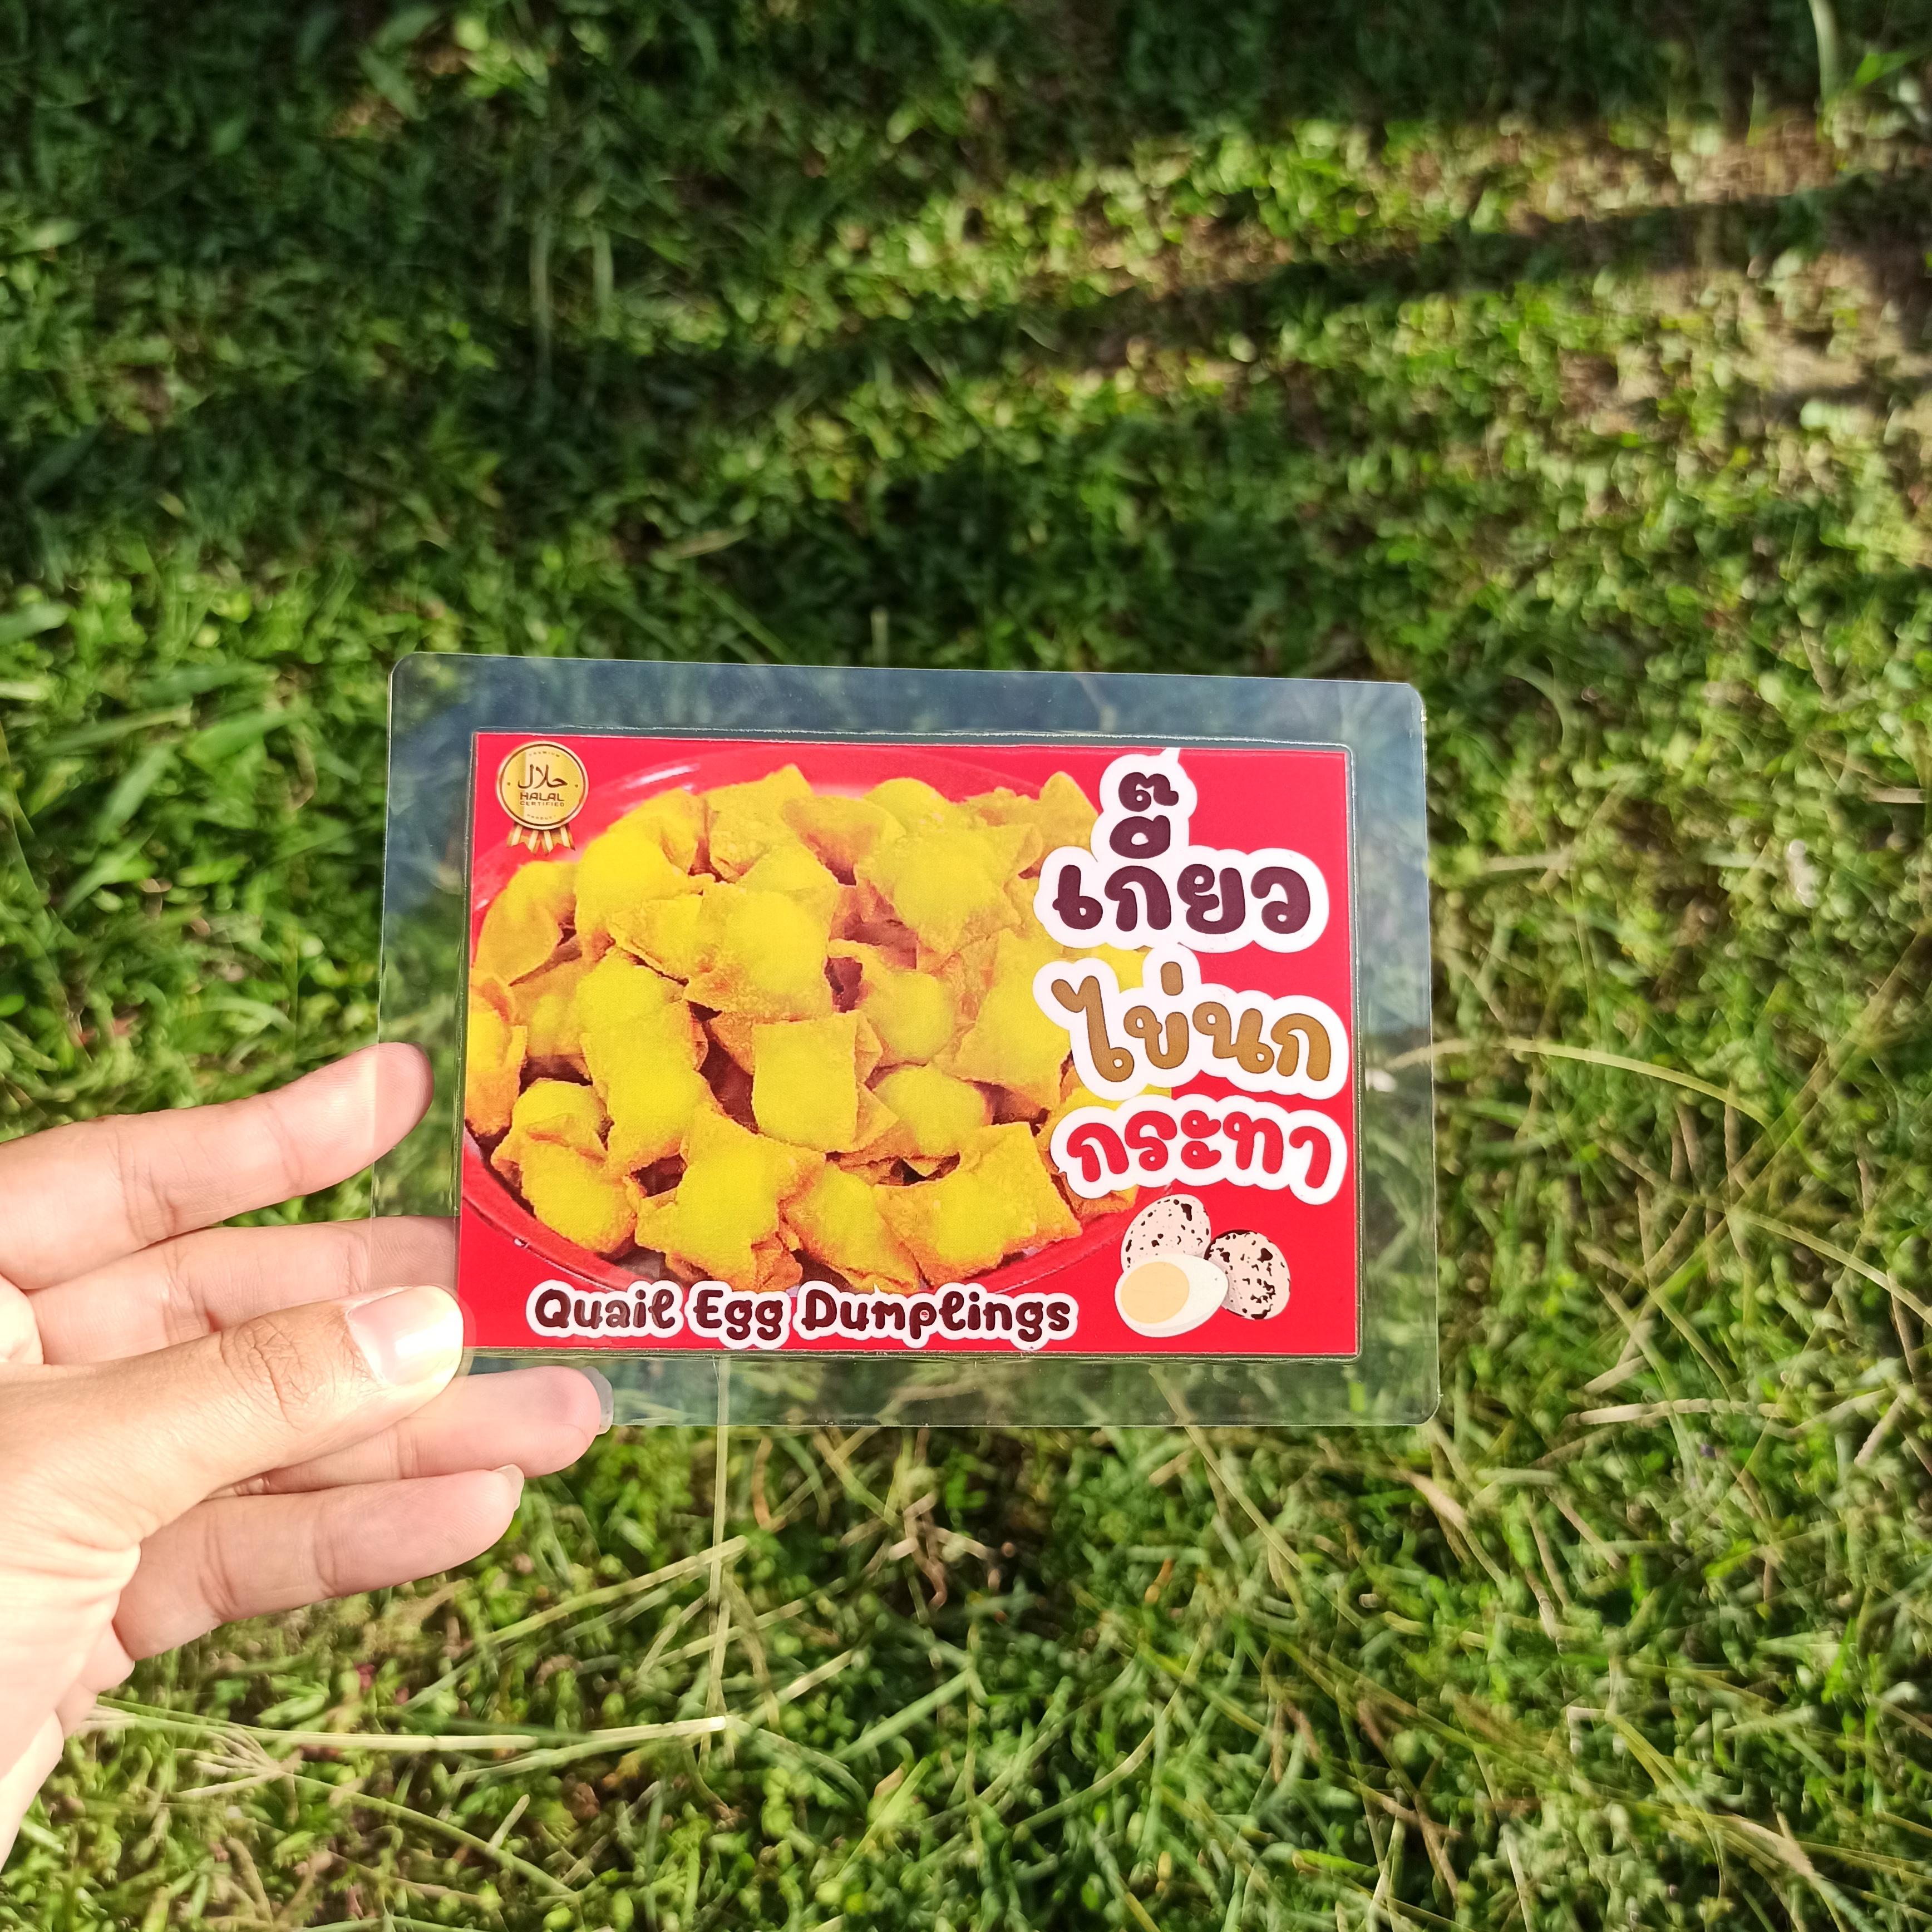 حلال
HALAL
CERTIFIED
เกี๊ยว
ไข่นก
กระทา
Quail Egg Dumplings